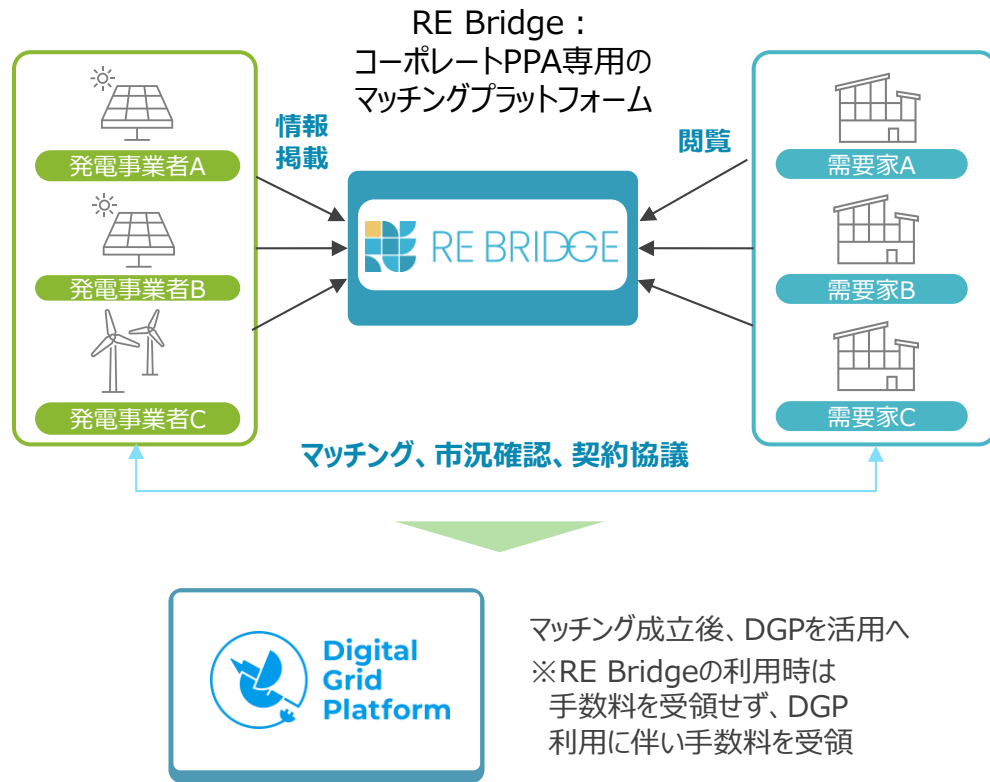 RE Bridge：
コーポレートPPA専用の
マッチングプラットフォーム
情報
掲載
閲覧
発電事業者A
発電事業者B
発電事業者C
RE BRIDGE
需要家A
需要家B
需要家C
マッチング、市況確認、契約協議
Digital
Grid
Platform
マッチング成立後、DGPを活用へ
※RE Bridgeの利用時は
手数料を受領せず、DGP
利用に伴い手数料を受領